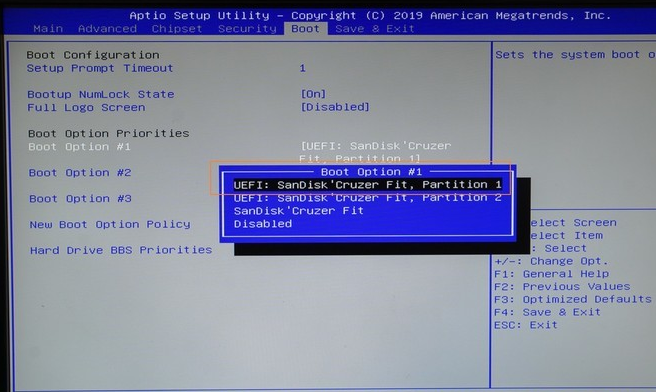 Aptio Setup Utility – Copyright (C) 2019 American Megatrends, Inc.
Main Advanced Chipset Security Boot Save & Exit
Boot Configuration
Setup Prompt Timeout 1
Bootup NumLock State [On]
Full Logo Screen [Disabled]
Boot Option Priorities
Boot Option #1 [UEFI: SanDisk'Cruzer
Fit, Partition 1]
Boot Option #2
Boot Option #3
New Boot Option Policy
Hard Drive BBS Priorities
Boot Option #1
UEFI: SanDisk'Cruzer Fit, Partition 1
UEFI: SanDisk'Cruzer Fit, Partition 2
SanDisk'Cruzer Fit
Disabled
Sets the system boot o
elect Screen
elect Item
: Select
+/-: Change Opt.
F1: General Help
F2: Previous Values
F3: Optimized Defaults
F4: Save & Exit
ESC: Exit